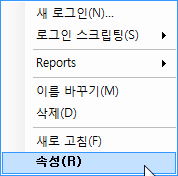 새 로그인(N)...
로그인 스크립팅(S)
Reports
이름 바꾸기(M)
삭제(D)
새로 고침(F)
속성(R)